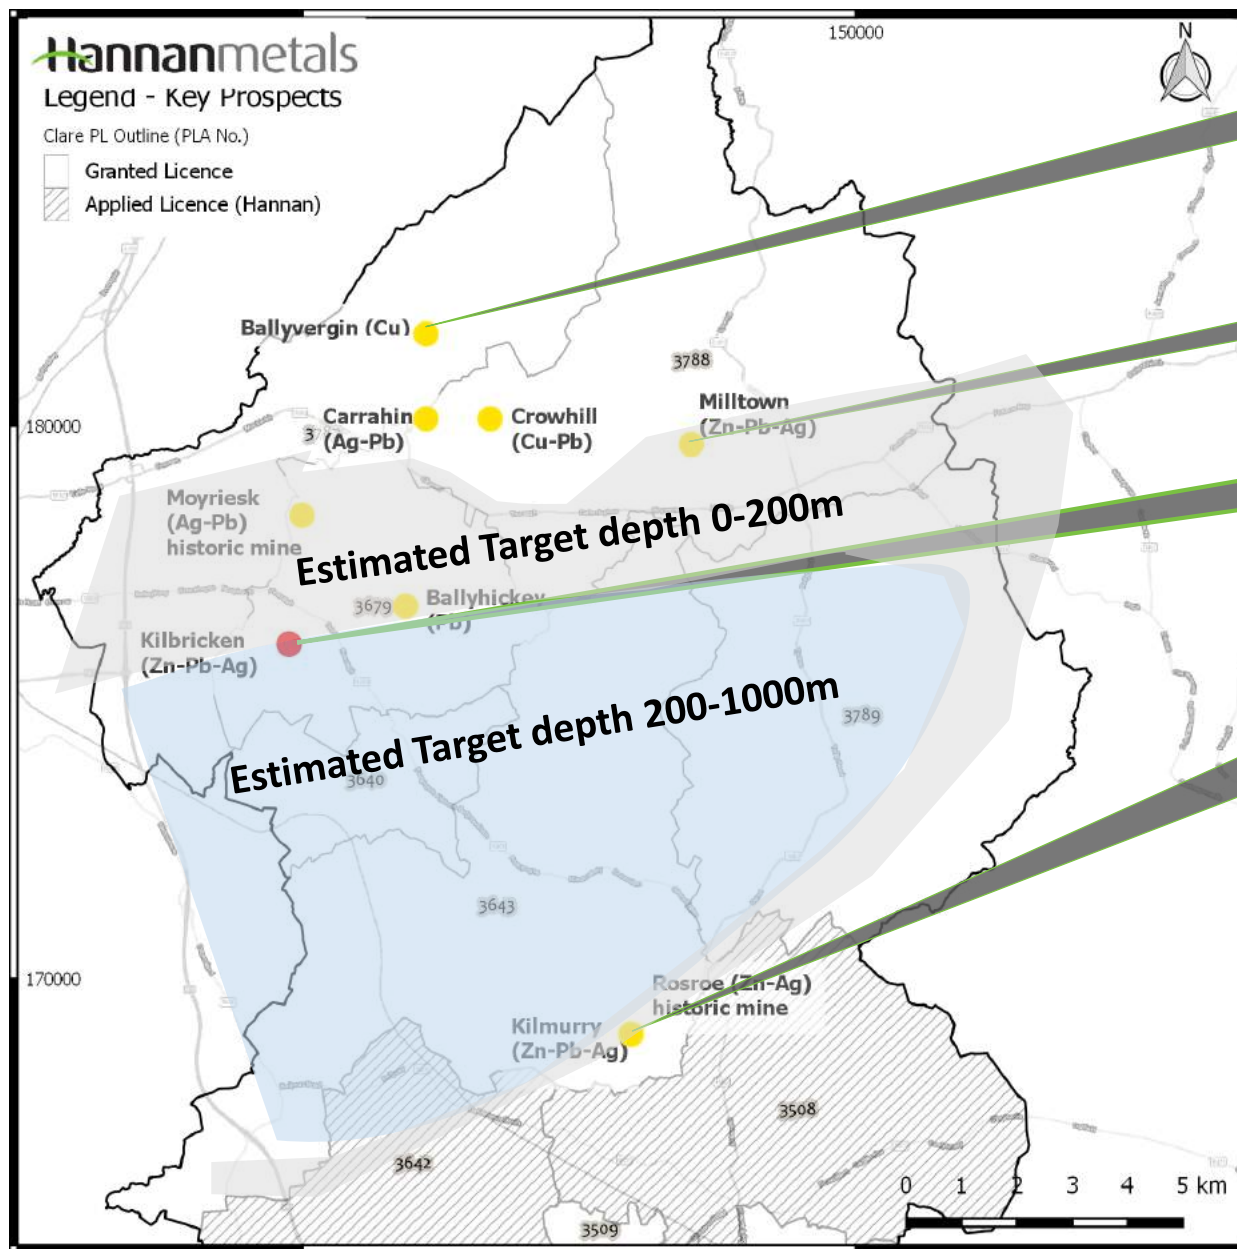 Hannanmetals
Legend - Key Prospects
Clare PL Outline (PLA No.)
Granted Licence
Applied Licence (Hannan)
150000
N
Ballyvergin (Cu)
3788
180000
Carrahin
(Ag-Pb)
Crowhill
(Cu-Pb)
Milltown
(Zn-Pb-Ag)
Moyriesk
(Ag-Pb)
historic mine
Estimated Target depth 0-200m
3679
Ballyhickey
(Pb)
Kilbricken
(Zn-Pb-Ag)
Estimated Target depth 200-1000m
3789
3640
3643
170000
Rosroe (Zn-Ag)
historic mine
Kilmurry
(Zn-Pb-Ag)
3508
3642
3509
0 1 2 3 4 5 km